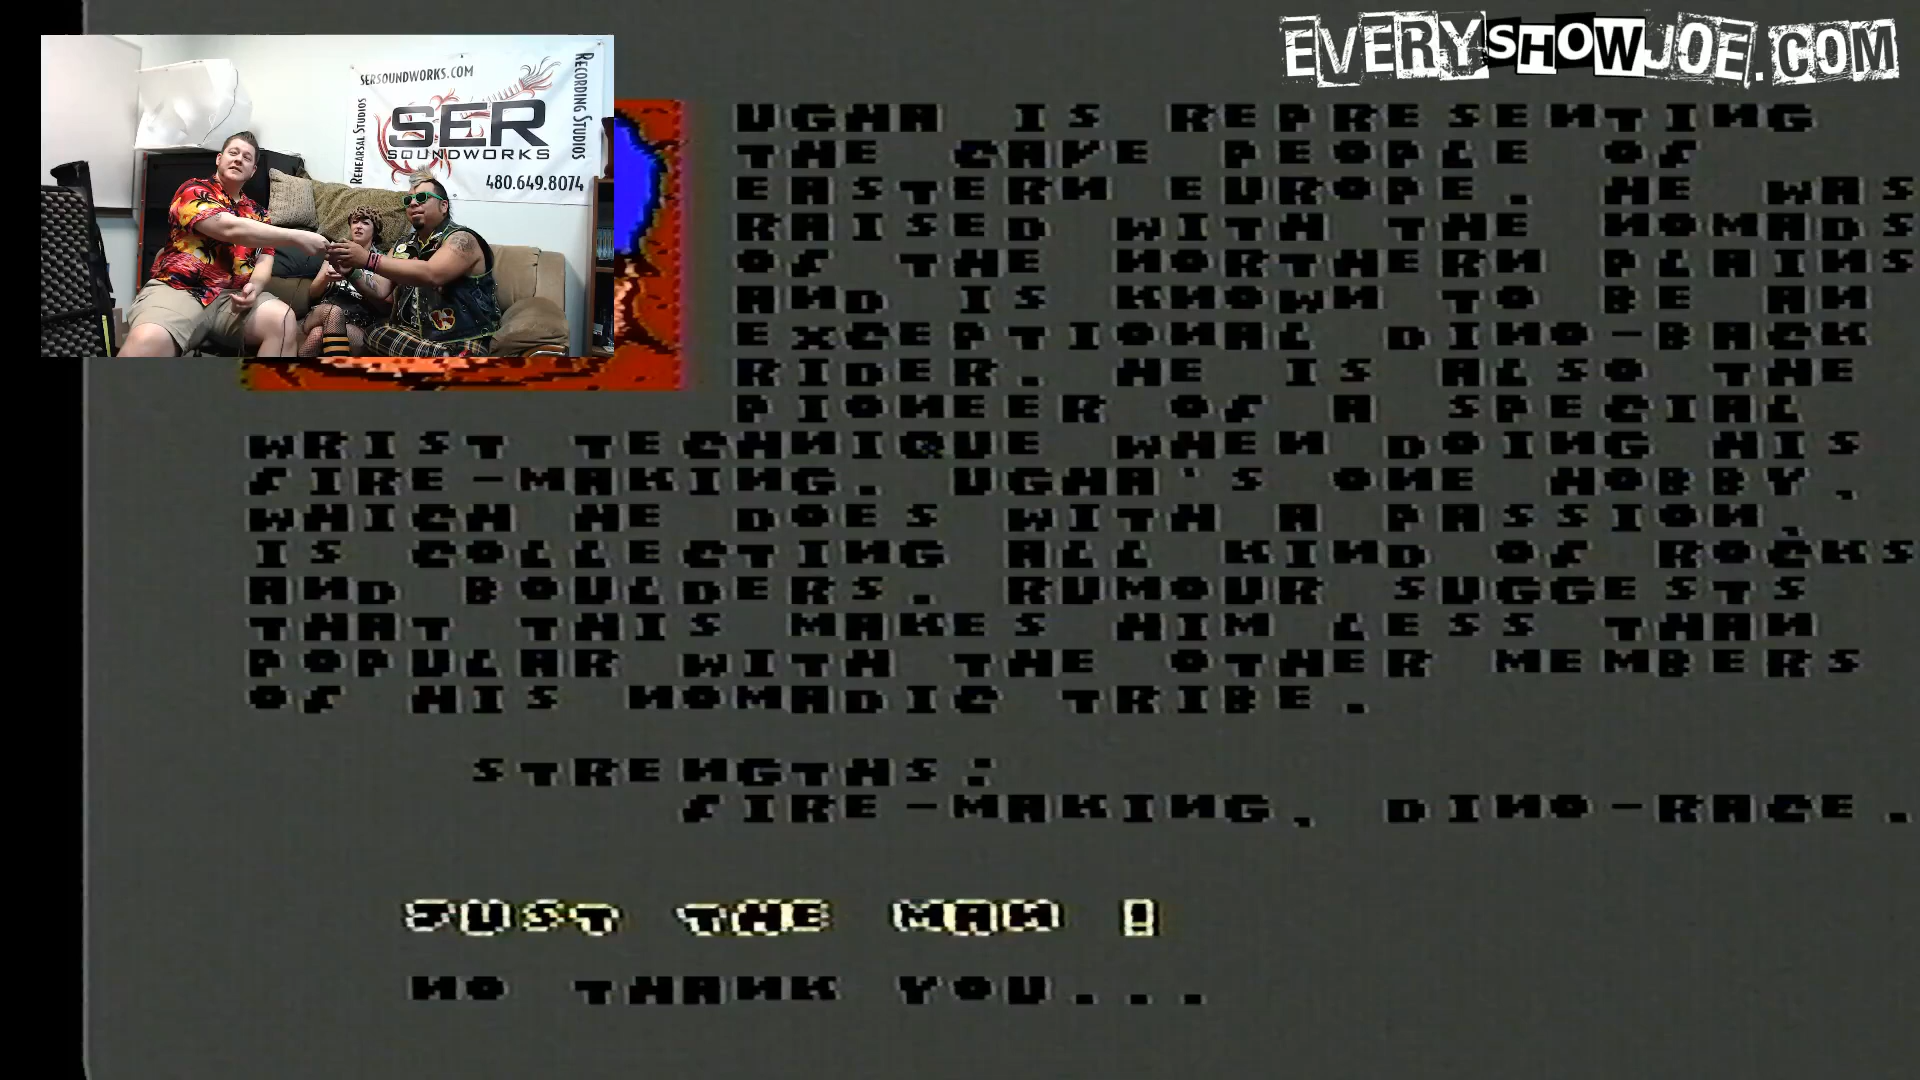 EVERYSHOWJOE.COM
SERSOUNDWORKS.COM
SER
SOUNDWORKS
REHEARSAL STUDIOS
RECORDING STUDIOS
480.649.8074
UGHA IS REPRESENTING
THE CAVE PEOPLE OF
EASTERN EUROPE. HE WAS
RAISED WITH THE NOMADS
OF THE NORTHERN PLAINS
AND IS KNOWN TO BE AN
EXCEPTIONAL DINO-BACK
RIDER. HE IS ALSO THE
PIONEER OF A SPECIAL
WRIST TECHNIQUE WHEN DOING HIS
FIRE-MAKING. UGHA'S ONE HOBBY,
WHICH HE DOES WITH A PASSION,
IS COLLECTING ALL KIND OF ROCKS
AND BOULDERS. RUMOUR SUGGESTS
THAT THIS MAKES HIM LESS THAN
POPULAR WITH THE OTHER MEMBERS
OF HIS NOMADIC TRIBE.
STRENGTHS:
FIRE-MAKING, DINO-RACE.
JUST THE MAN !
NO THANK YOU...